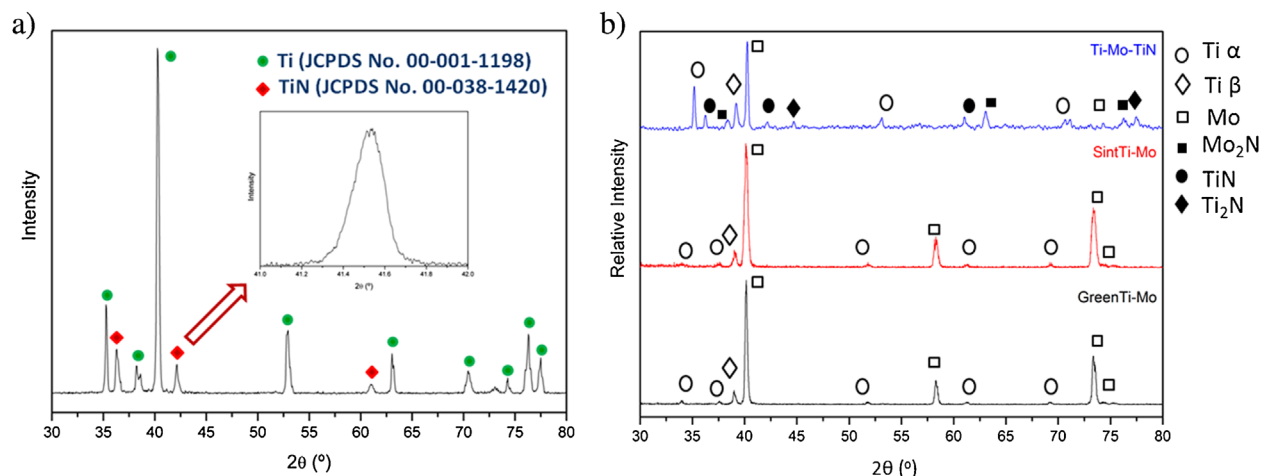 a)
Ti (JCPDS No. 00-001-1198)
TiN (JCPDS No. 00-038-1420)
Intensity
Intensity
41.0 41.2 41.4 41.6 41.8 42.0
2θ (º)
30 35 40 45 50 55 60 65 70 75 80
2θ (º)
b)
Ti-Mo-TiN
SintTi-Mo
GreenTi-Mo
Relative Intensity
30 35 40 45 50 55 60 65 70 75 80
2θ (º)
Ti α
Ti β
Mo
Mo₂N
TiN
Ti₂N